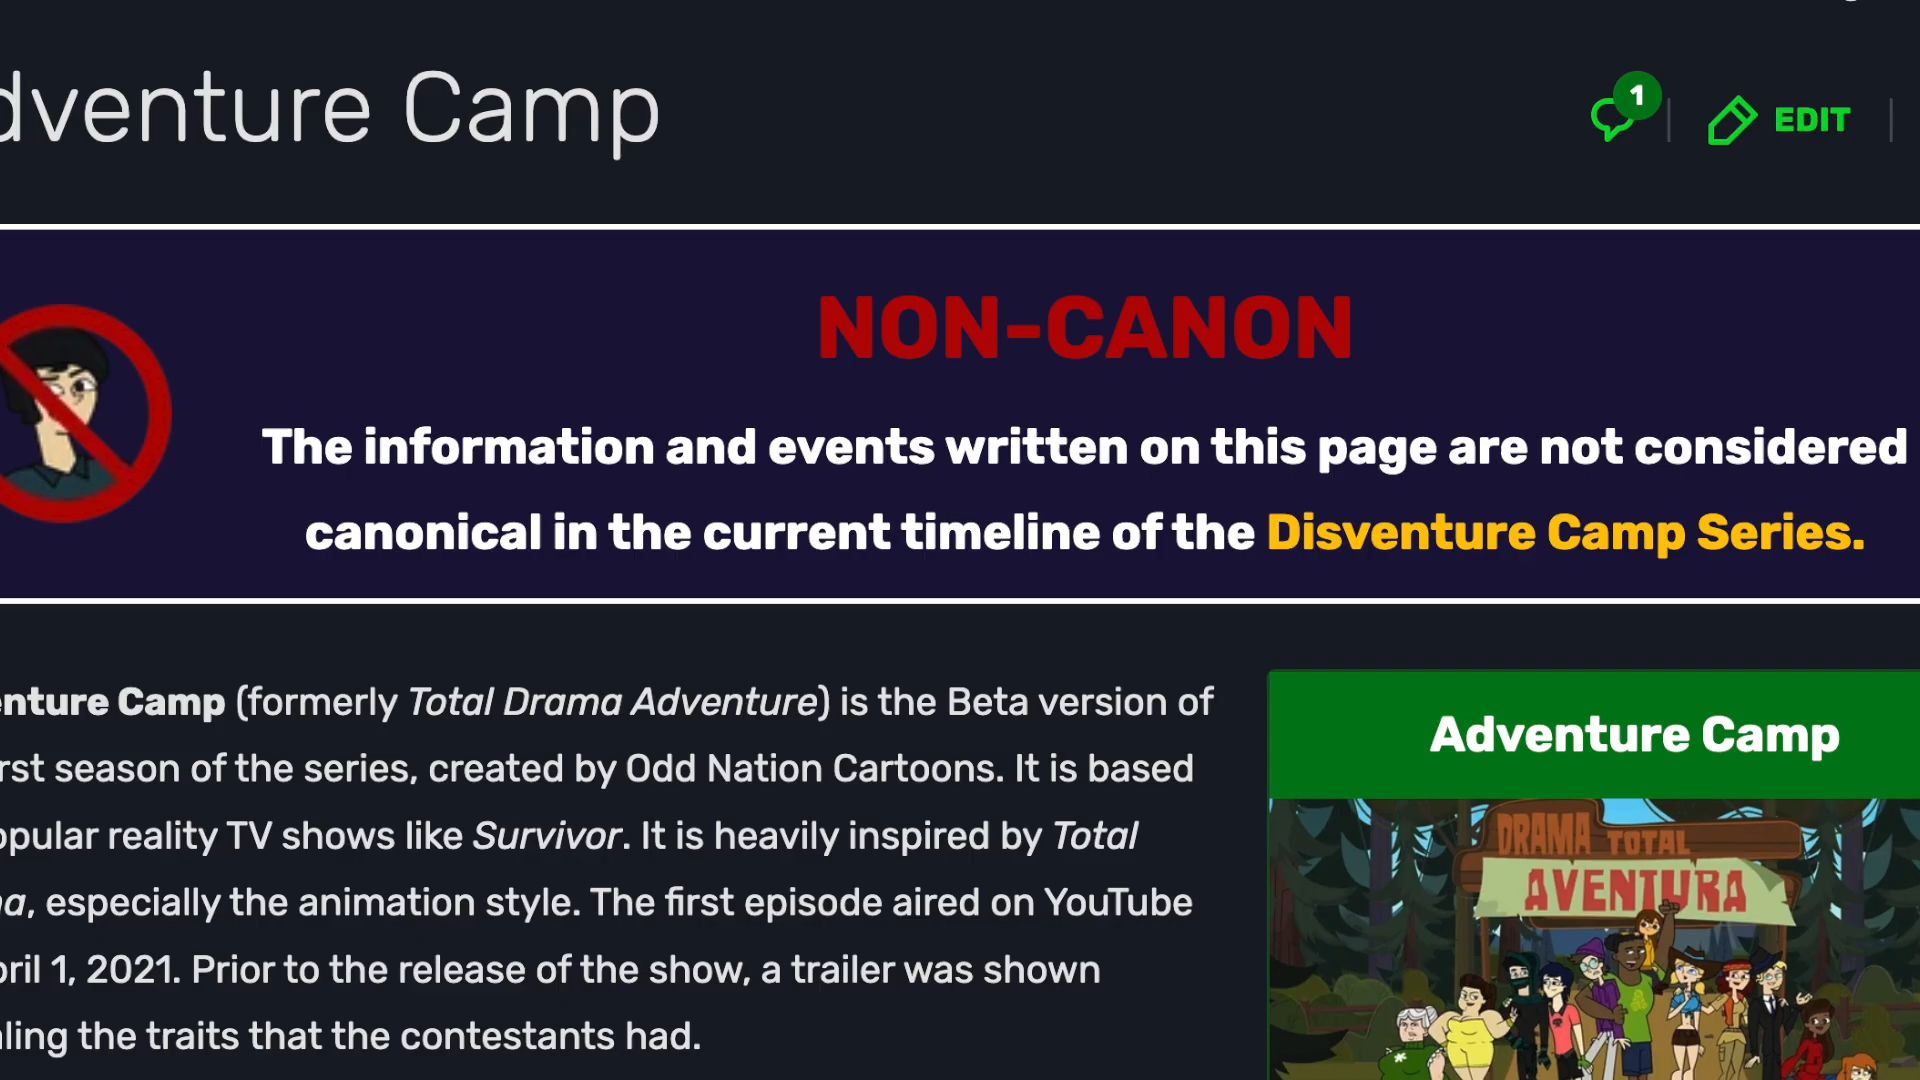 dventure Camp
1
EDIT
NON-CANON
The information and events written on this page are not considered
canonical in the current timeline of the Disventure Camp Series.
nture Camp (formerly Total Drama Adventure) is the Beta version of
rst season of the series, created by Odd Nation Cartoons. It is based
opular reality TV shows like Survivor. It is heavily inspired by Total
a, especially the animation style. The first episode aired on YouTube
ril 1, 2021. Prior to the release of the show, a trailer was shown
ling the traits that the contestants had.
Adventure Camp
DRAMA TOTAL
AVENTURA